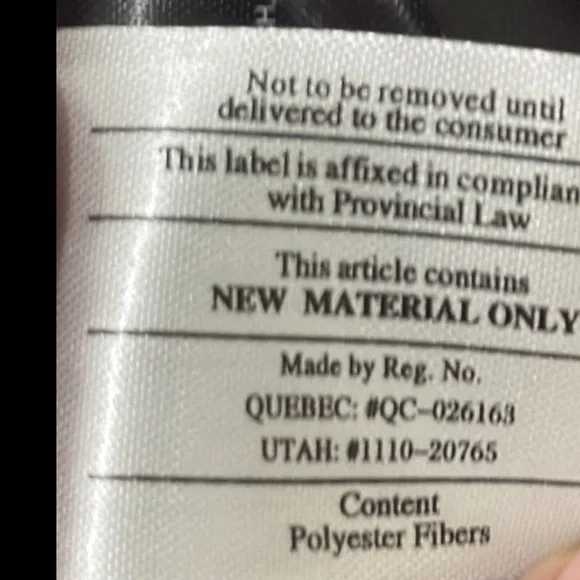 H
Not to be removed until
delivered to the consumer
This label is affixed in complian
with Provincial Law
This article contains
NEW MATERIAL ONLY
Made by Reg. No.
QUEBEC: #QC-026163
UTAH: #1110-20765
Content
Polyester Fibers